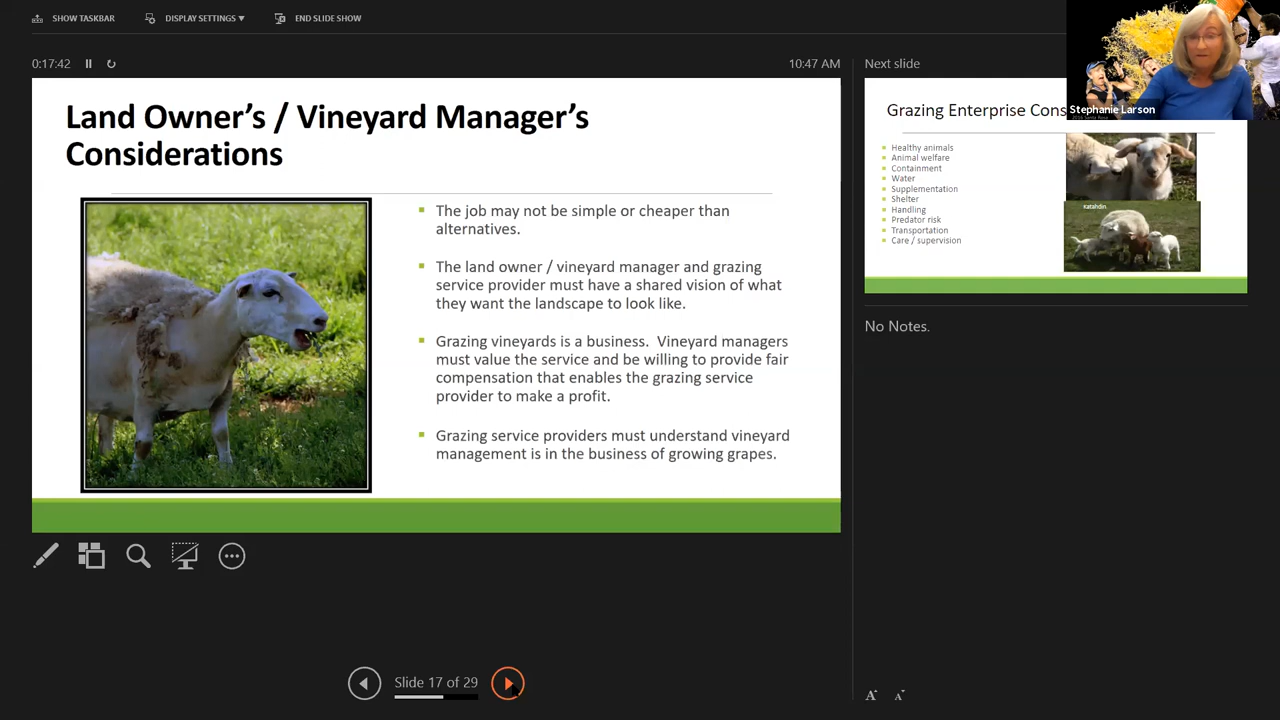 SHOW TASKBAR
DISPLAY SETTINGS ▼
END SLIDE SHOW
0:17:42
10:47 AM
Land Owner's / Vineyard Manager's
Considerations
The job may not be simple or cheaper than
alternatives.
The land owner / vineyard manager and grazing
service provider must have a shared vision of what
they want the landscape to look like.
Grazing vineyards is a business.  Vineyard managers
must value the service and be willing to provide fair
compensation that enables the grazing service
provider to make a profit.
Grazing service providers must understand vineyard
management is in the business of growing grapes.
Slide 17 of 29
Next slide
Grazing Enterprise Cons
Healthy animals
Animal welfare
Containment
Water
Supplementation
Shelter
Handling
Predator risk
Transportation
Care / supervision
Katahdin
Stephanie Larson
No Notes.
A A